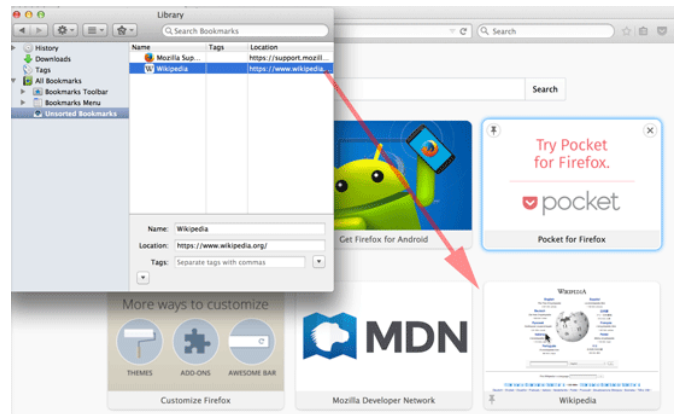 Library
Search Bookmarks
Search
History
Downloads
Tags
All Bookmarks
Bookmarks Toolbar
Bookmarks Menu
Unsorted Bookmarks
Name Tags Location
Mozilla Sup... https://support.mozill...
Wikipedia https://www.wikipedia....
Name: Wikipedia
Location: https://www.wikipedia.org/
Tags: Separate tags with commas
Search
Get Firefox for Android
Try Pocket
for Firefox.
pocket
Pocket for Firefox
More ways to customize
THEMES ADD-ONS AWESOME BAR
Customize Firefox
MDN
Mozilla Developer Network
WIKIPEDIA
Wikipedia